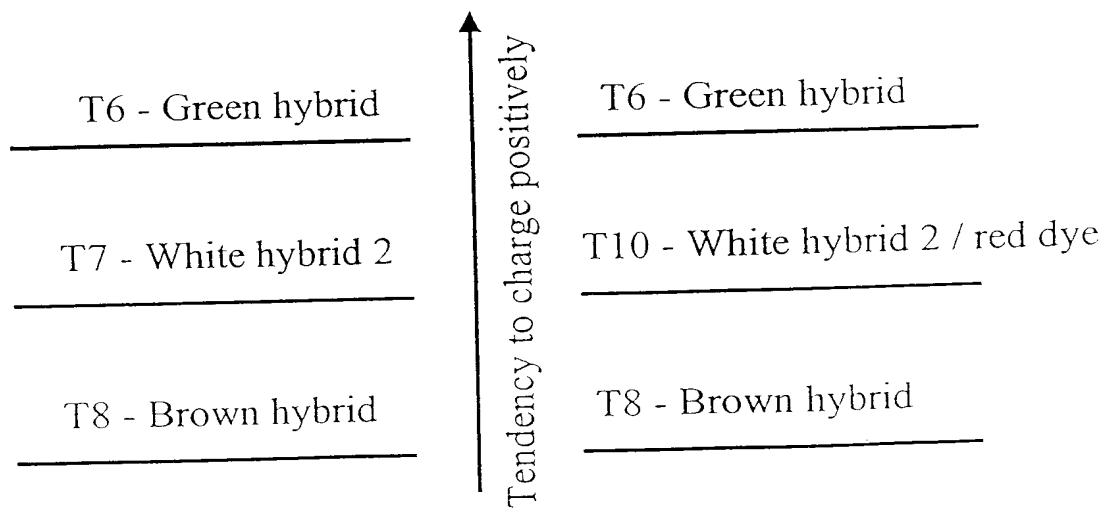 T6 - Green hybrid
T7 - White hybrid 2
T8 - Brown hybrid
Tendency to charge positively
T6 - Green hybrid
T10 - White hybrid 2 / red dye
T8 - Brown hybrid